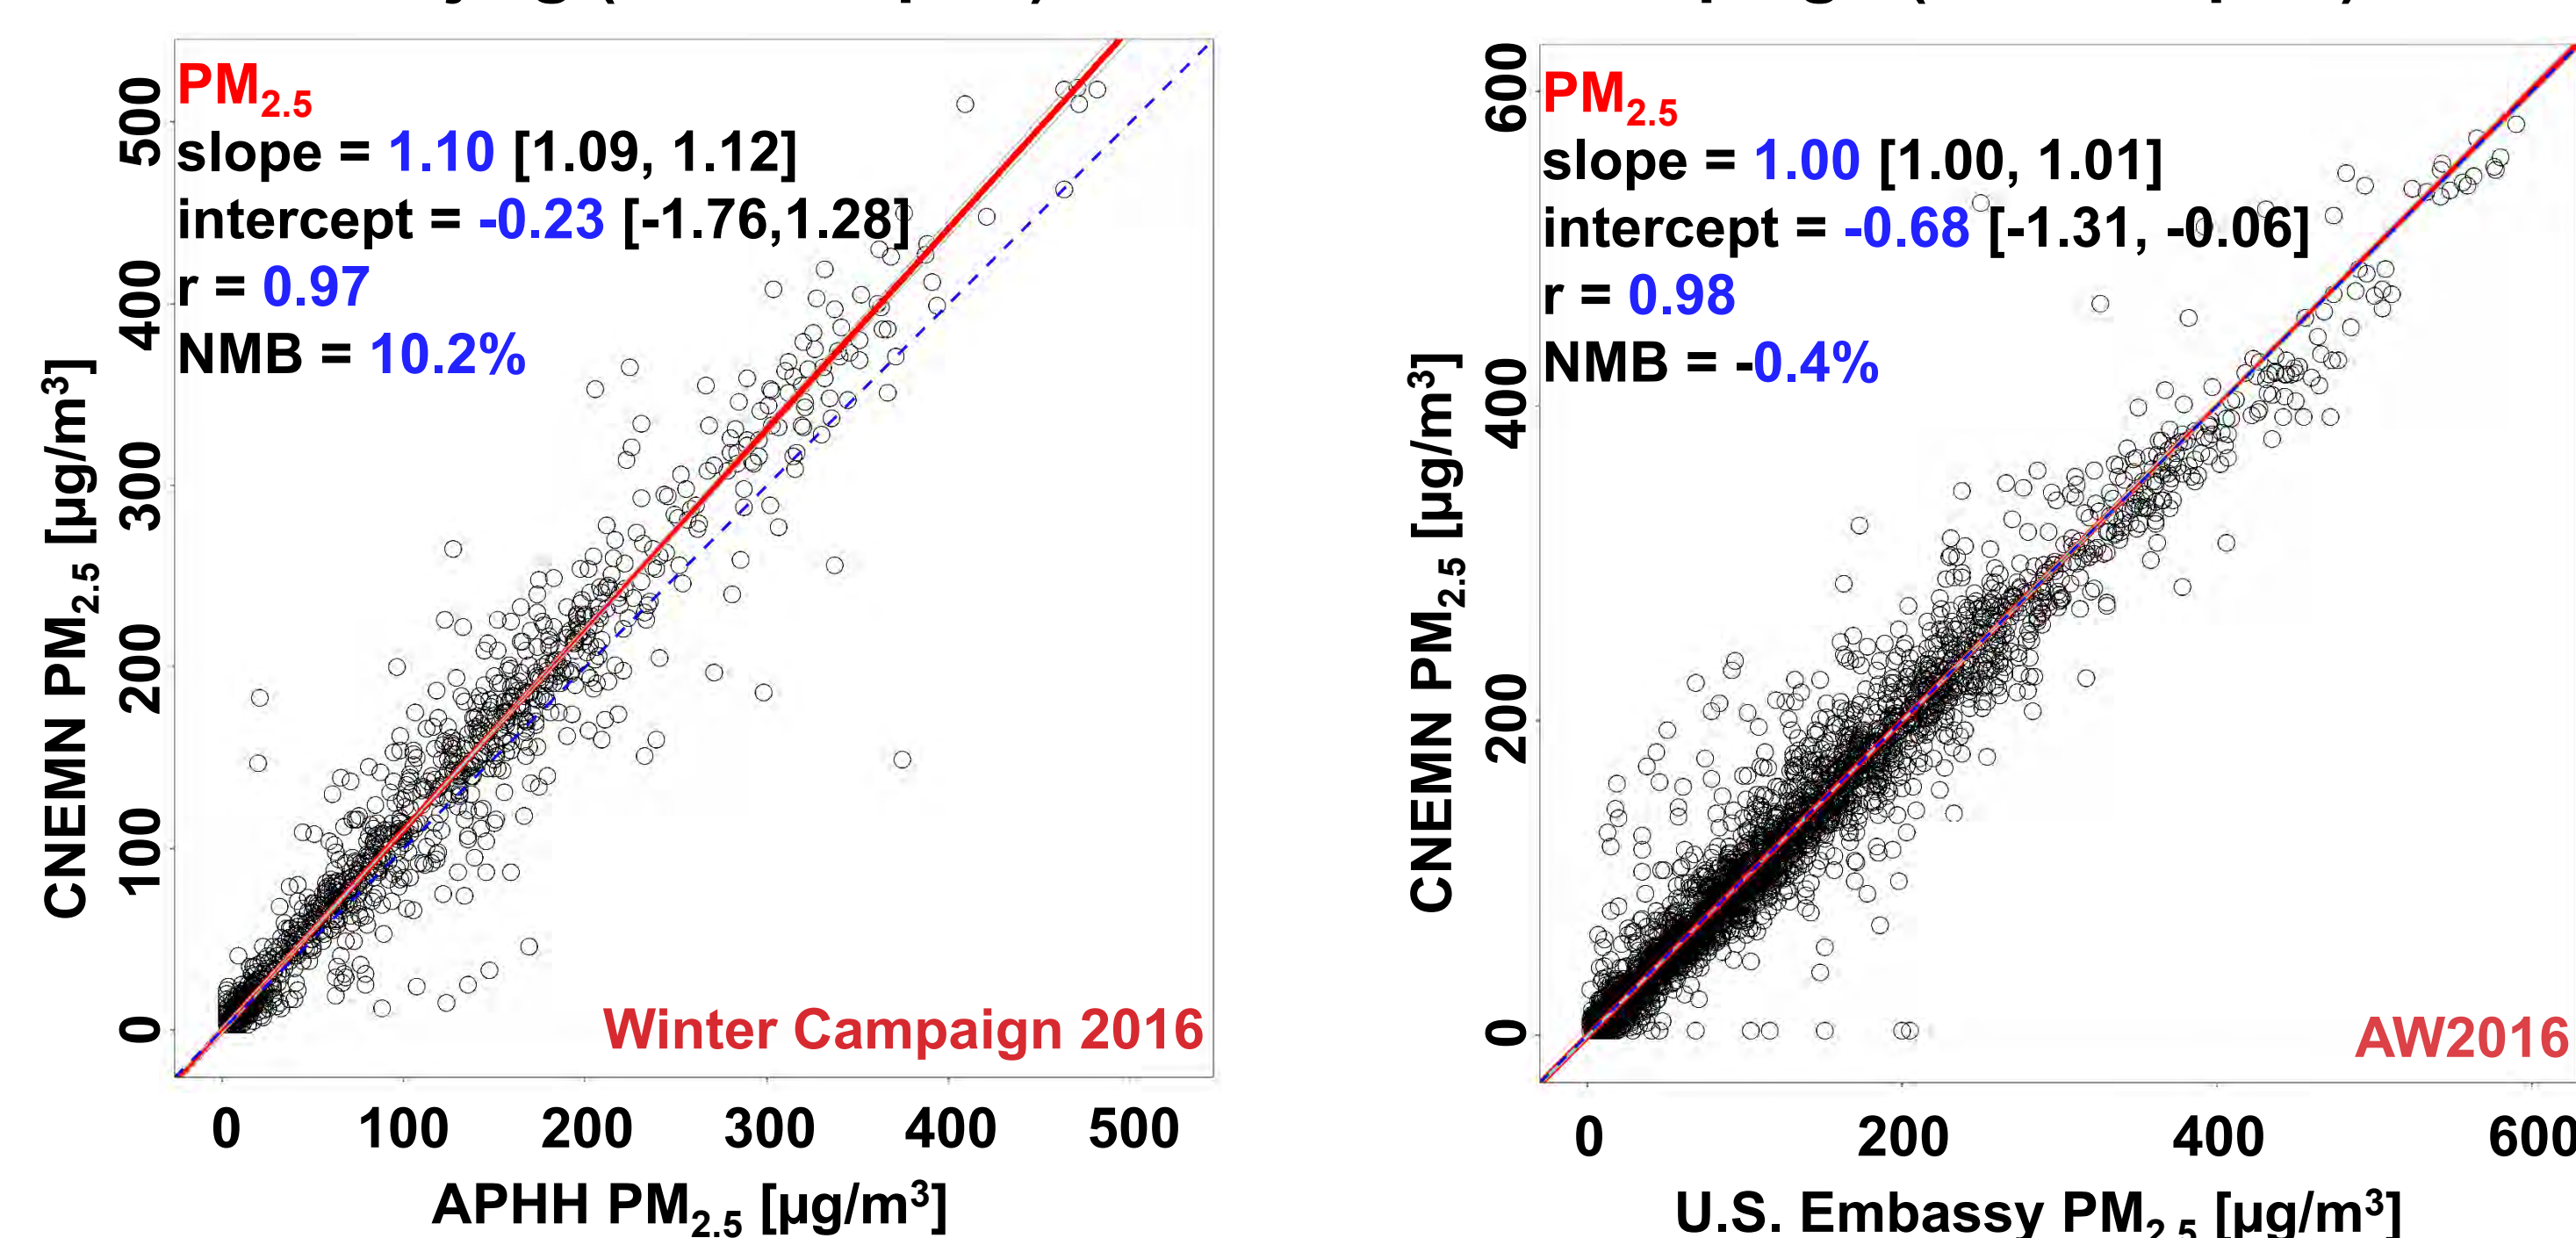 PM2.5
slope = 1.10 [1.09, 1.12]
intercept = -0.23 [-1.76,1.28]
r = 0.97
NMB = 10.2%
CNEMN PM2.5 [µg/m³]
500
400
300
200
100
0
Winter Campaign 2016
0 100 200 300 400 500
APHH PM2.5 [µg/m³]
PM2.5
slope = 1.00 [1.00, 1.01]
intercept = -0.68 [-1.31, -0.06]
r = 0.98
NMB = -0.4%
CNEMN PM2.5 [µg/m³]
600
400
200
0
AW2016
0 200 400 600
U.S. Embassy PM2.5 [µg/m³]